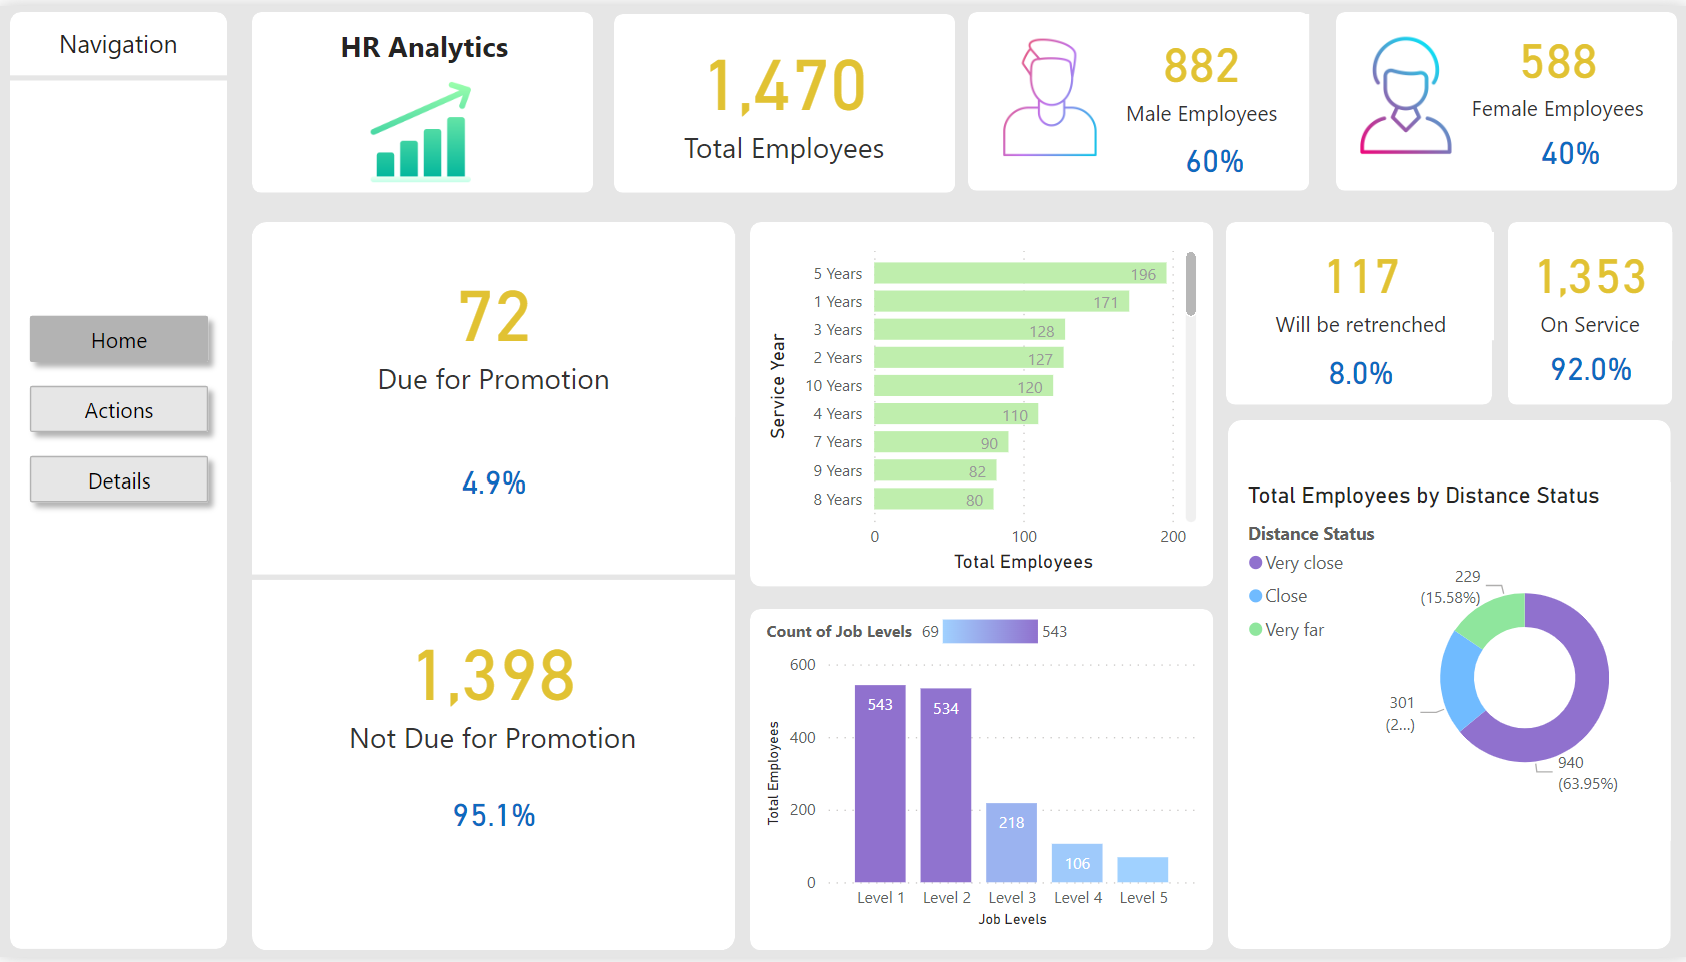 Navigation
Home
Actions
Details
HR Analytics
1,470
Total Employees
882
Male Employees
60%
588
Female Employees
40%
72
Due for Promotion
4.9%
1,398
Not Due for Promotion
95.1%
Service Year
5 Years 196
1 Years 171
3 Years 128
2 Years 127
10 Years 120
4 Years 110
7 Years 90
9 Years 82
8 Years 80
0 100 200
Total Employees
Count of Job Levels 69 543
Total Employees
600
400
200
0
543 534 218 106
Level 1 Level 2 Level 3 Level 4 Level 5
Job Levels
117
Will be retrenched
8.0%
1,353
On Service
92.0%
Total Employees by Distance Status
Distance Status
Very close
Close
Very far
229
(15.58%)
301
(2...)
940
(63.95%)